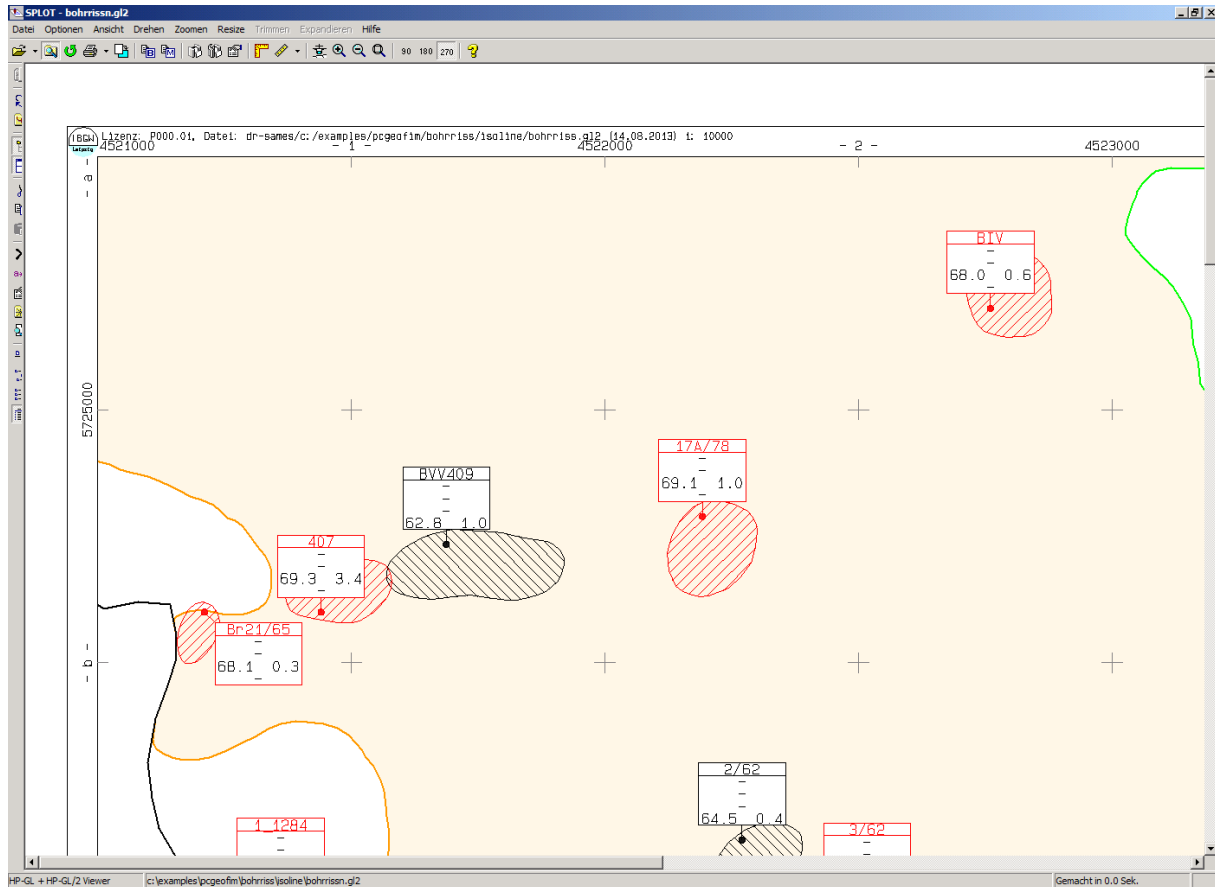 SPLOT - bohrrissn.gl2
Datei Optionen Ansicht Drehen Zoomen Resize Trimmen Expandieren Hilfe
90 180 270
IBGW Lizenz: P000.01, Datei: dr-sames/c:/examples/pcgeofim/bohrriss/isoline/bohrriss.gl2 (14.08.2013) 1: 10000
Leipzig
4521000 - 1 - 4522000 - 2 - 4523000
- a -
BIV
68.0 0.6
5725000
17A/78
69.1 1.0
BVV409
62.8 1.0
407
69.3 3.4
Br21/65
68.1 0.3
- b -
2/62
64.5 0.4
1_1284
3/62
HP-GL + HP-GL/2 Viewer
c:\examples\pcgeofim\bohrriss\isoline\bohrrissn.gl2
Gemacht in 0.0 Sek.